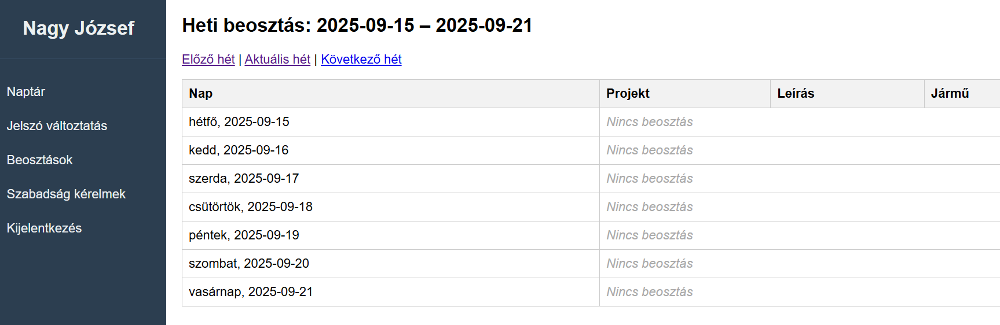 Nagy József
Naptár
Jelszó változtatás
Beosztások
Szabadság kérelmek
Kijelentkezés
Heti beosztás: 2025-09-15 – 2025-09-21
Előző hét | Aktuális hét | Következő hét
Nap Projekt Leírás Jármű
hétfő, 2025-09-15 Nincs beosztás
kedd, 2025-09-16 Nincs beosztás
szerda, 2025-09-17 Nincs beosztás
csütörtök, 2025-09-18 Nincs beosztás
péntek, 2025-09-19 Nincs beosztás
szombat, 2025-09-20 Nincs beosztás
vasárnap, 2025-09-21 Nincs beosztás